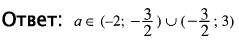 Ответ: a ∈ (–2; –3/2) ∪ (–3/2; 3)